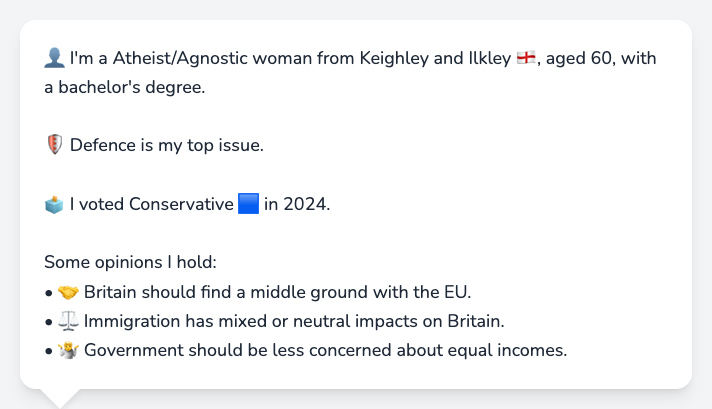 👤 I'm a Atheist/Agnostic woman from Keighley and Ilkley 🏴󠁧󠁢󠁥󠁮󠁧󠁿, aged 60, with
a bachelor's degree.
🛡️ Defence is my top issue.
🗳️ I voted Conservative 🟦 in 2024.
Some opinions I hold:
• 🤝 Britain should find a middle ground with the EU.
• ⚖️ Immigration has mixed or neutral impacts on Britain.
• 🤷 Government should be less concerned about equal incomes.